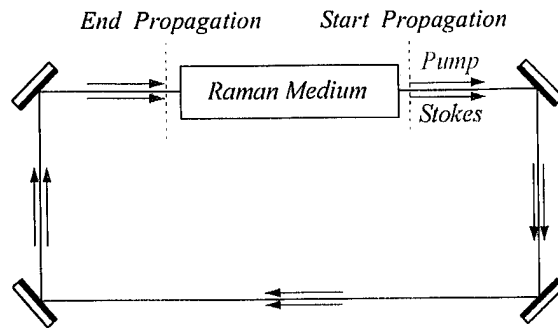 End Propagation
Start Propagation
Raman Medium
Pump
Stokes